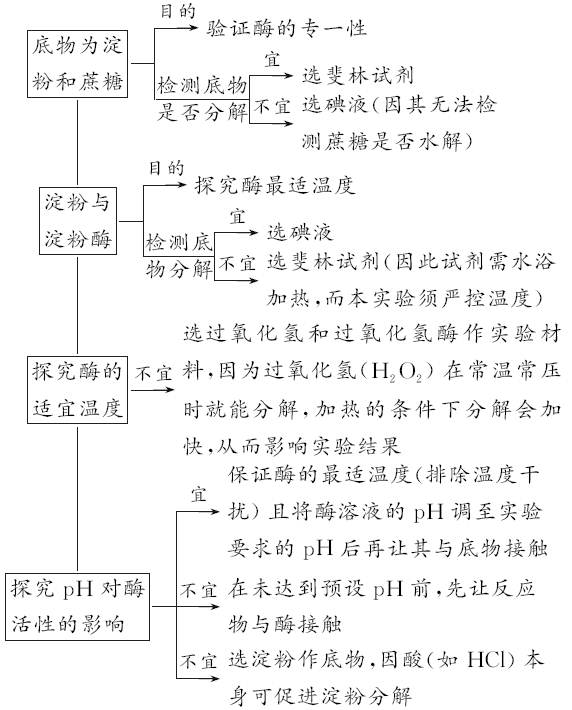 目的
验证酶的专一性
底物为淀
粉和蔗糖
宜
检测底物
选斐林试剂
是否分解
不宜
选碘液(因其无法检
测蔗糖是否水解)
目的
探究酶最适温度
淀粉与
淀粉酶
宜
检测底
选碘液
物分解
不宜
选斐林试剂(因此试剂需水浴
加热,而本实验须严控温度)
探究酶的
适宜温度
不宜
选过氧化氢和过氧化氢酶作实验材
料,因为过氧化氢(H₂O₂)在常温常压
时就能分解,加热的条件下分解会加
快,从而影响实验结果
探究 pH 对酶
活性的影响
宜
保证酶的最适温度(排除温度干
扰)且将酶溶液的 pH 调至实验
要求的 pH 后再让其与底物接触
不宜
在未达到预设 pH 前,先让反应
物与酶接触
不宜
选淀粉作底物,因酸(如 HCl)本
身可促进淀粉分解